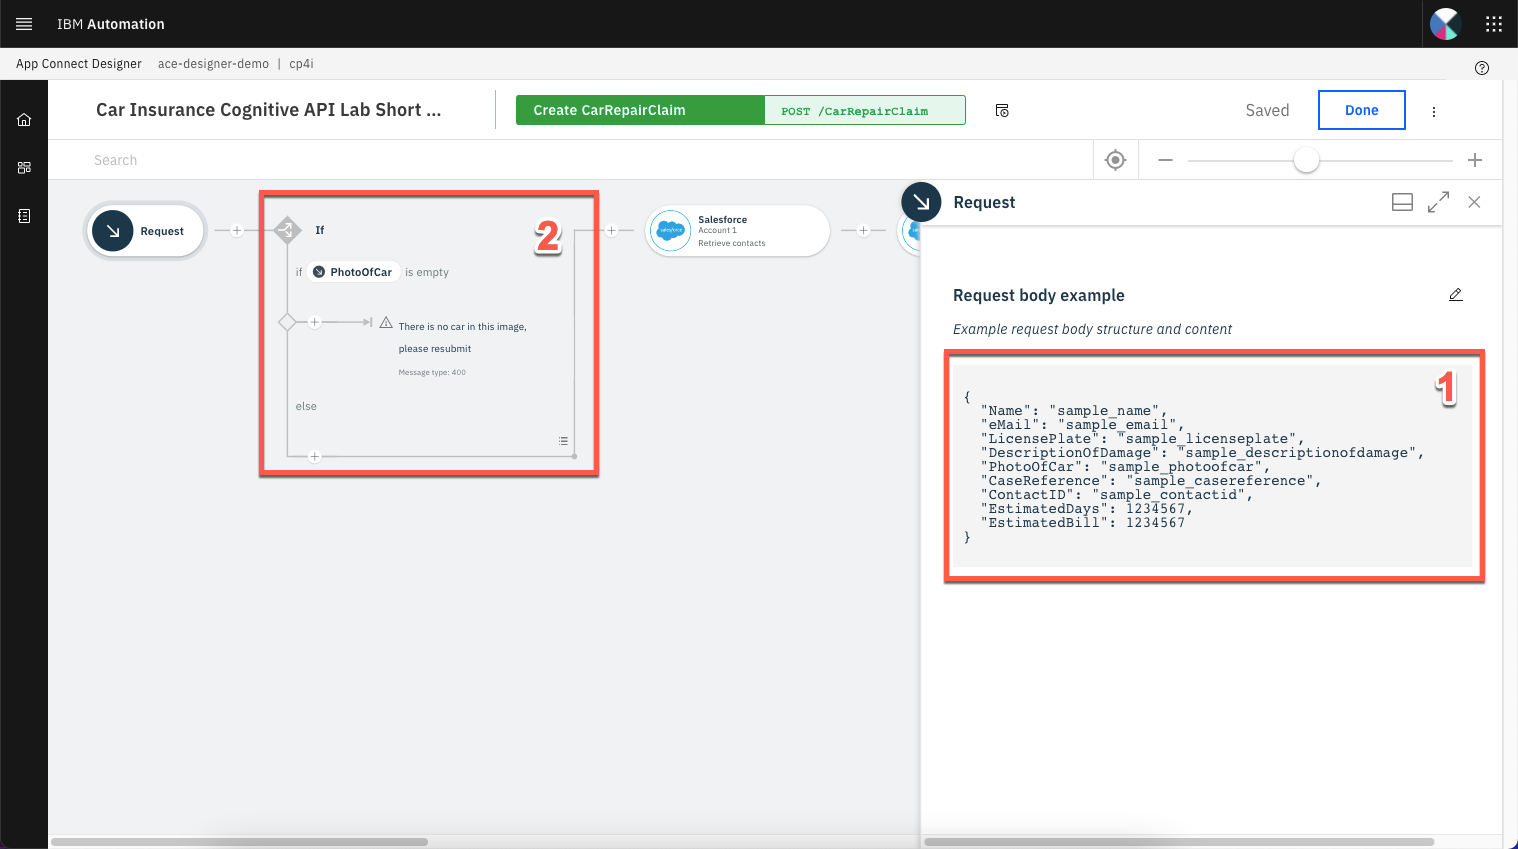 IBM Automation
App Connect Designer ace-designer-demo | cp4i
Car Insurance Cognitive API Lab Short ...
Create CarRepairClaim POST /CarRepairClaim
Saved
Done
Search
Request
If
2
if PhotoOfCar is empty
There is no car in this image,
please resubmit
Message type: 400
else
Salesforce
Account 1
Retrieve contacts
salesforce
Request
Request body example
Example request body structure and content
1
{
"Name": "sample_name",
"eMail": "sample_email",
"LicensePlate": "sample_licenseplate",
"DescriptionOfDamage": "sample_descriptionofdamage",
"PhotoOfCar": "sample_photoofcar",
"CaseReference": "sample_casereference",
"ContactID": "sample_contactid",
"EstimatedDays": 1234567,
"EstimatedBill": 1234567
}